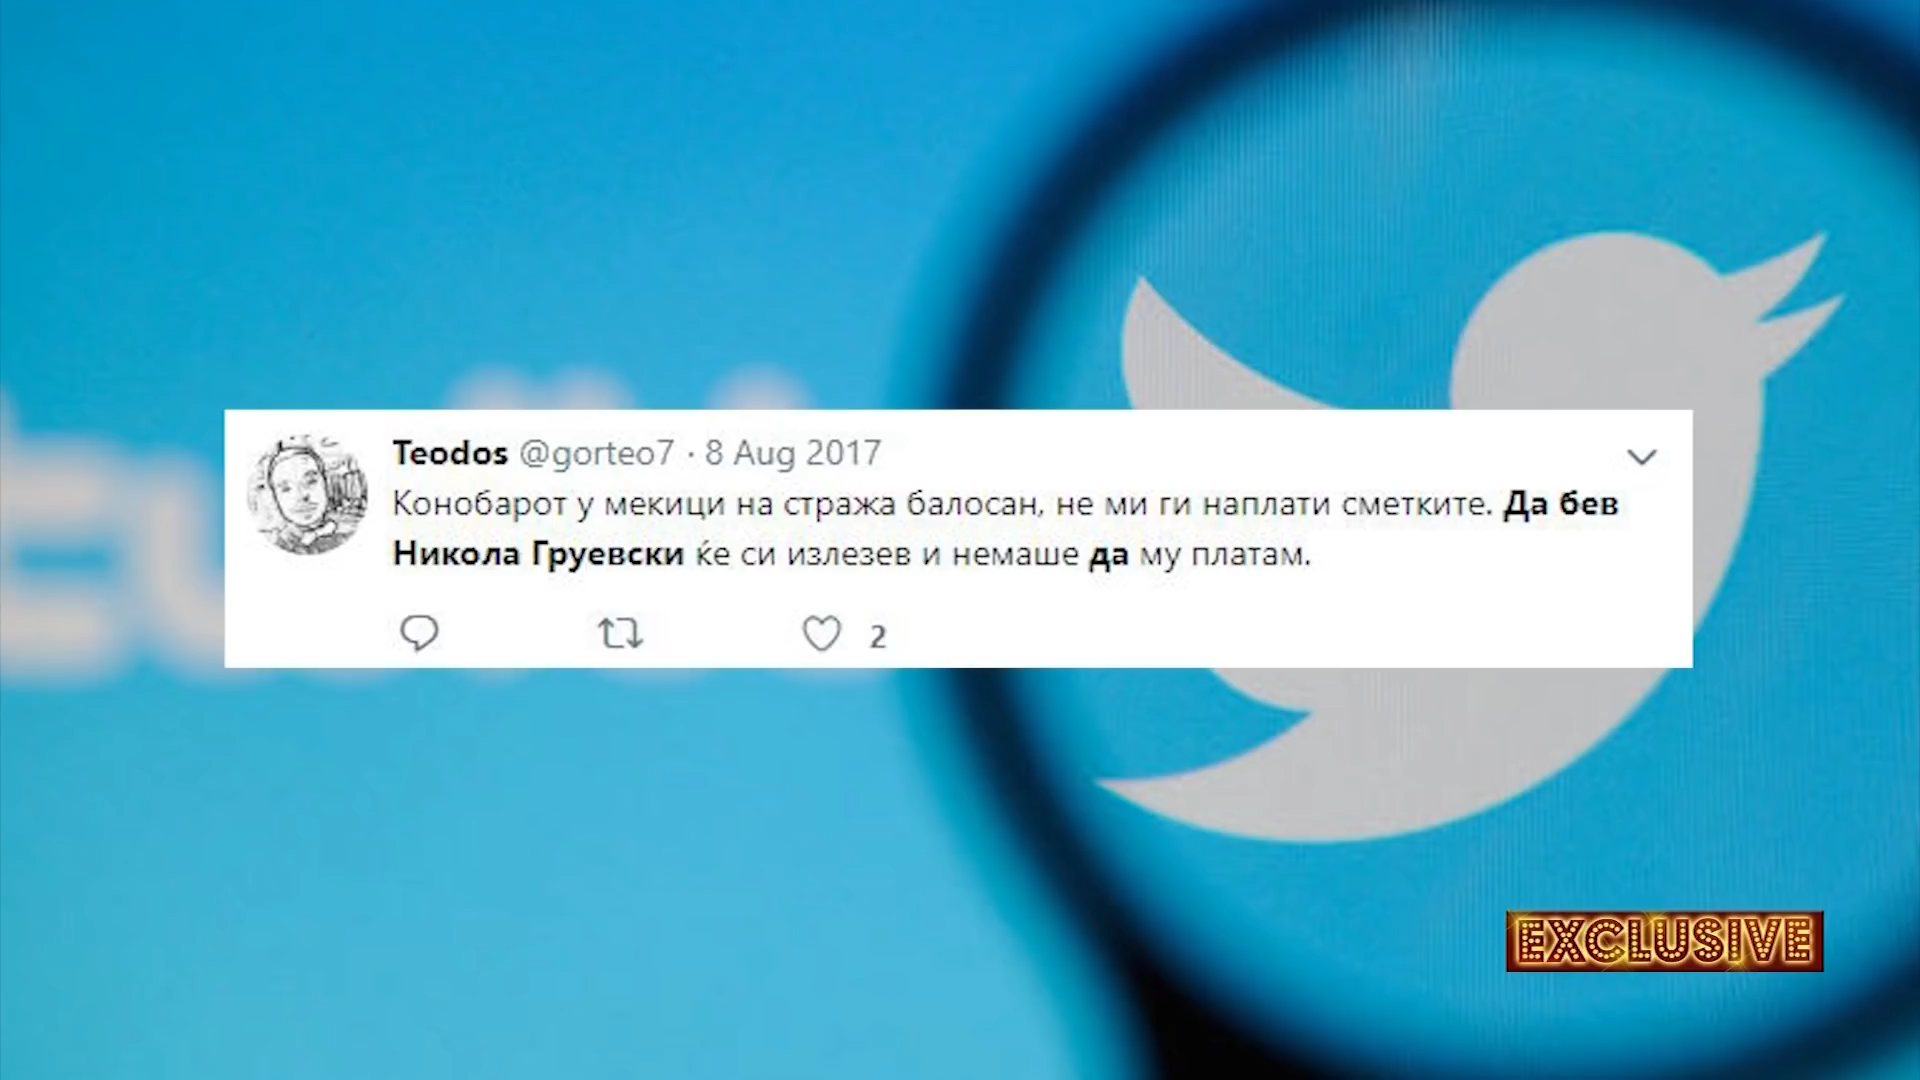 Teodos @gorteo7 · 8 Aug 2017
Конобарот у мекици на стража балосан, не ми ги наплати сметките. Да бев
Никола Груевски ќе си излезев и немаше да му платам.
2
EXCLUSIVE